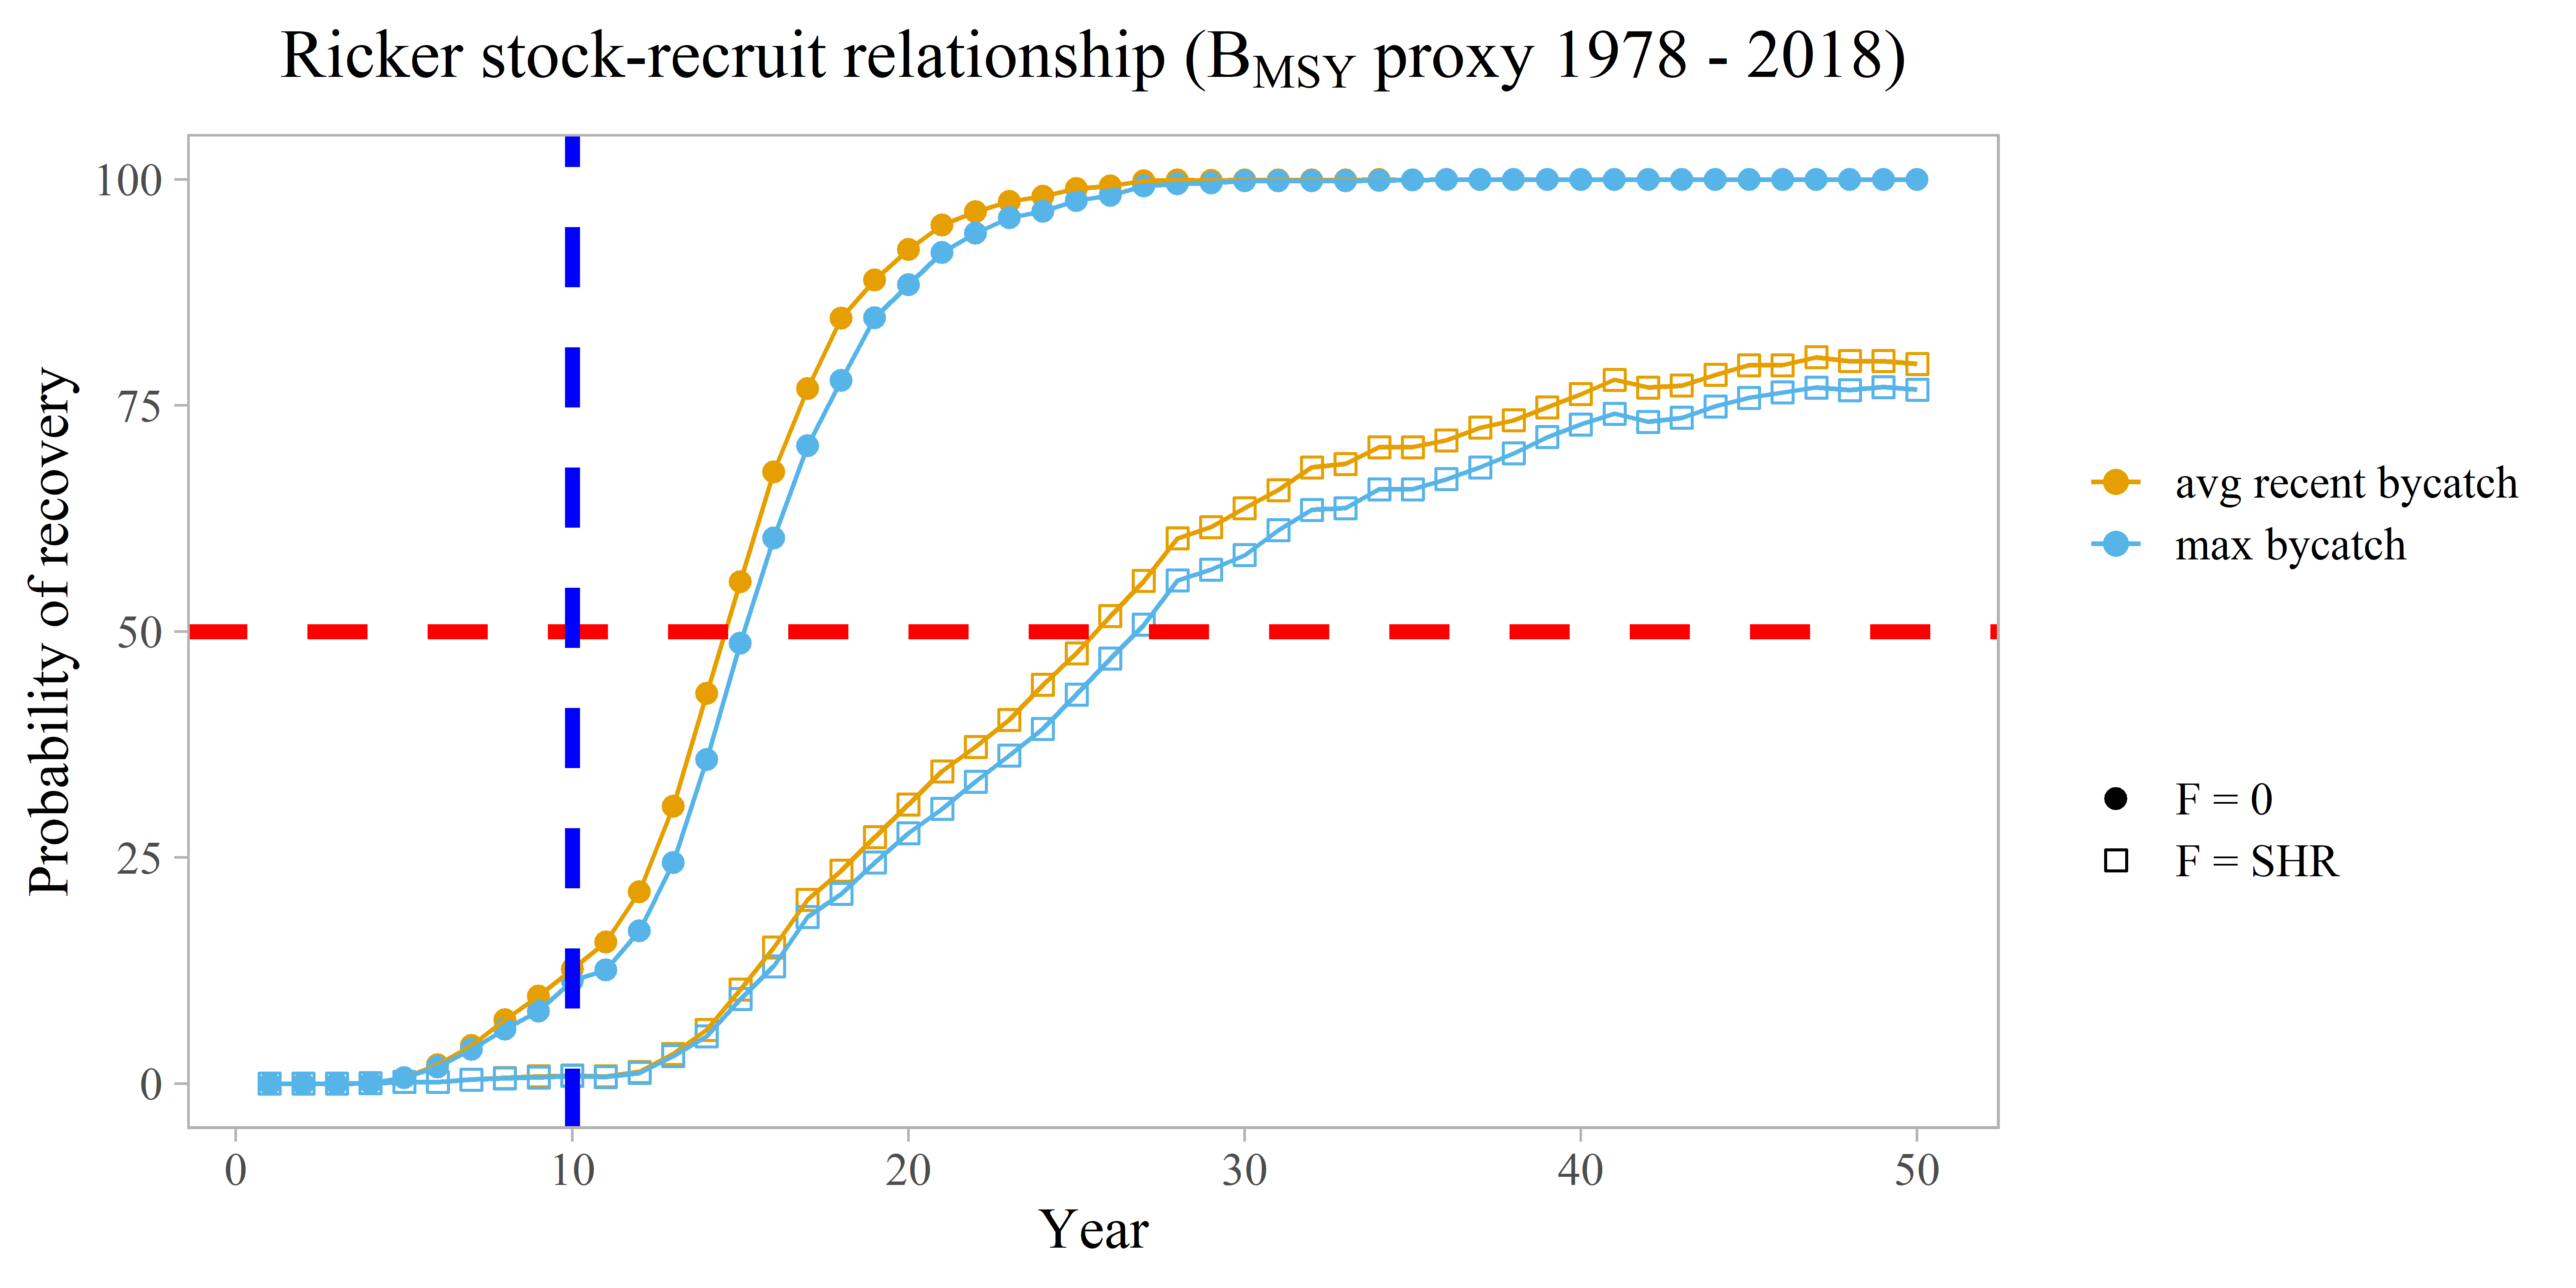 Ricker stock-recruit relationship (BMSY proxy 1978 - 2018)
Probability of recovery
100
75
50
25
0
0 10 20 30 40 50
Year
avg recent bycatch
max bycatch
F = 0
F = SHR